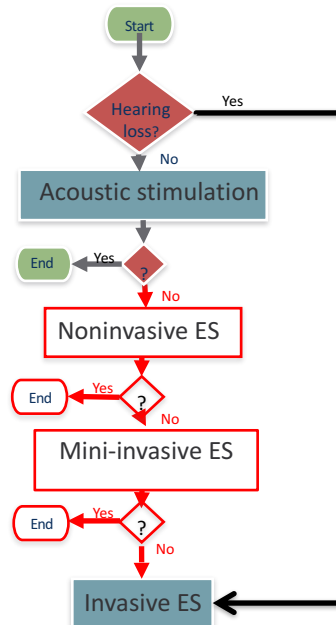 Start
Hearing
loss?
Yes
No
Acoustic stimulation
End
Yes
?
No
Noninvasive ES
End
Yes
?
No
Mini-invasive ES
End
Yes
?
No
Invasive ES